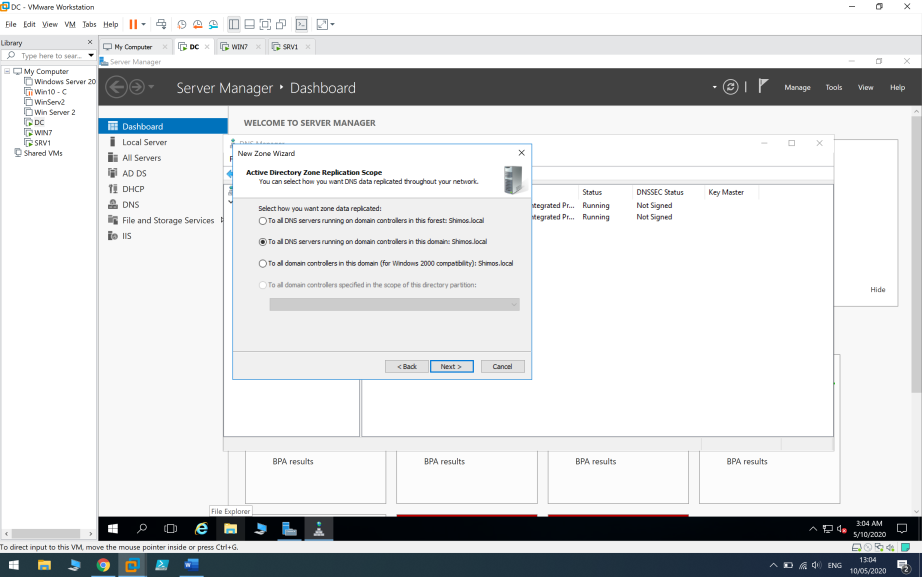 DC - VMware Workstation
File Edit View VM Tabs Help
Library
Type here to sear...
My Computer
Windows Server 20
Win10 - C
WinServ2
Win Server 2
DC
WIN7
SRV1
Shared VMs
My Computer DC WIN7 SRV1
Server Manager
Server Manager Dashboard
Manage Tools View Help
Dashboard
Local Server
All Servers
AD DS
DHCP
DNS
File and Storage Services
IIS
WELCOME TO SERVER MANAGER
DNS Manager
New Zone Wizard
Active Directory Zone Replication Scope
You can select how you want DNS data replicated throughout your network.
Select how you want zone data replicated:
To all DNS servers running on domain controllers in this forest: Shimos.local
To all DNS servers running on domain controllers in this domain: Shimos.local
To all domain controllers in this domain (for Windows 2000 compatibility): Shimos.local
To all domain controllers specified in the scope of this directory partition:
< Back Next > Cancel
Status DNSSEC Status Key Master
ntegrated Pr... Running Not Signed
ntegrated Pr... Running Not Signed
Hide
BPA results BPA results BPA results BPA results
File Explorer
3:04 AM
5/10/2020
To direct input to this VM, move the mouse pointer inside or press Ctrl+G.
ENG
13:04
10/05/2020
2